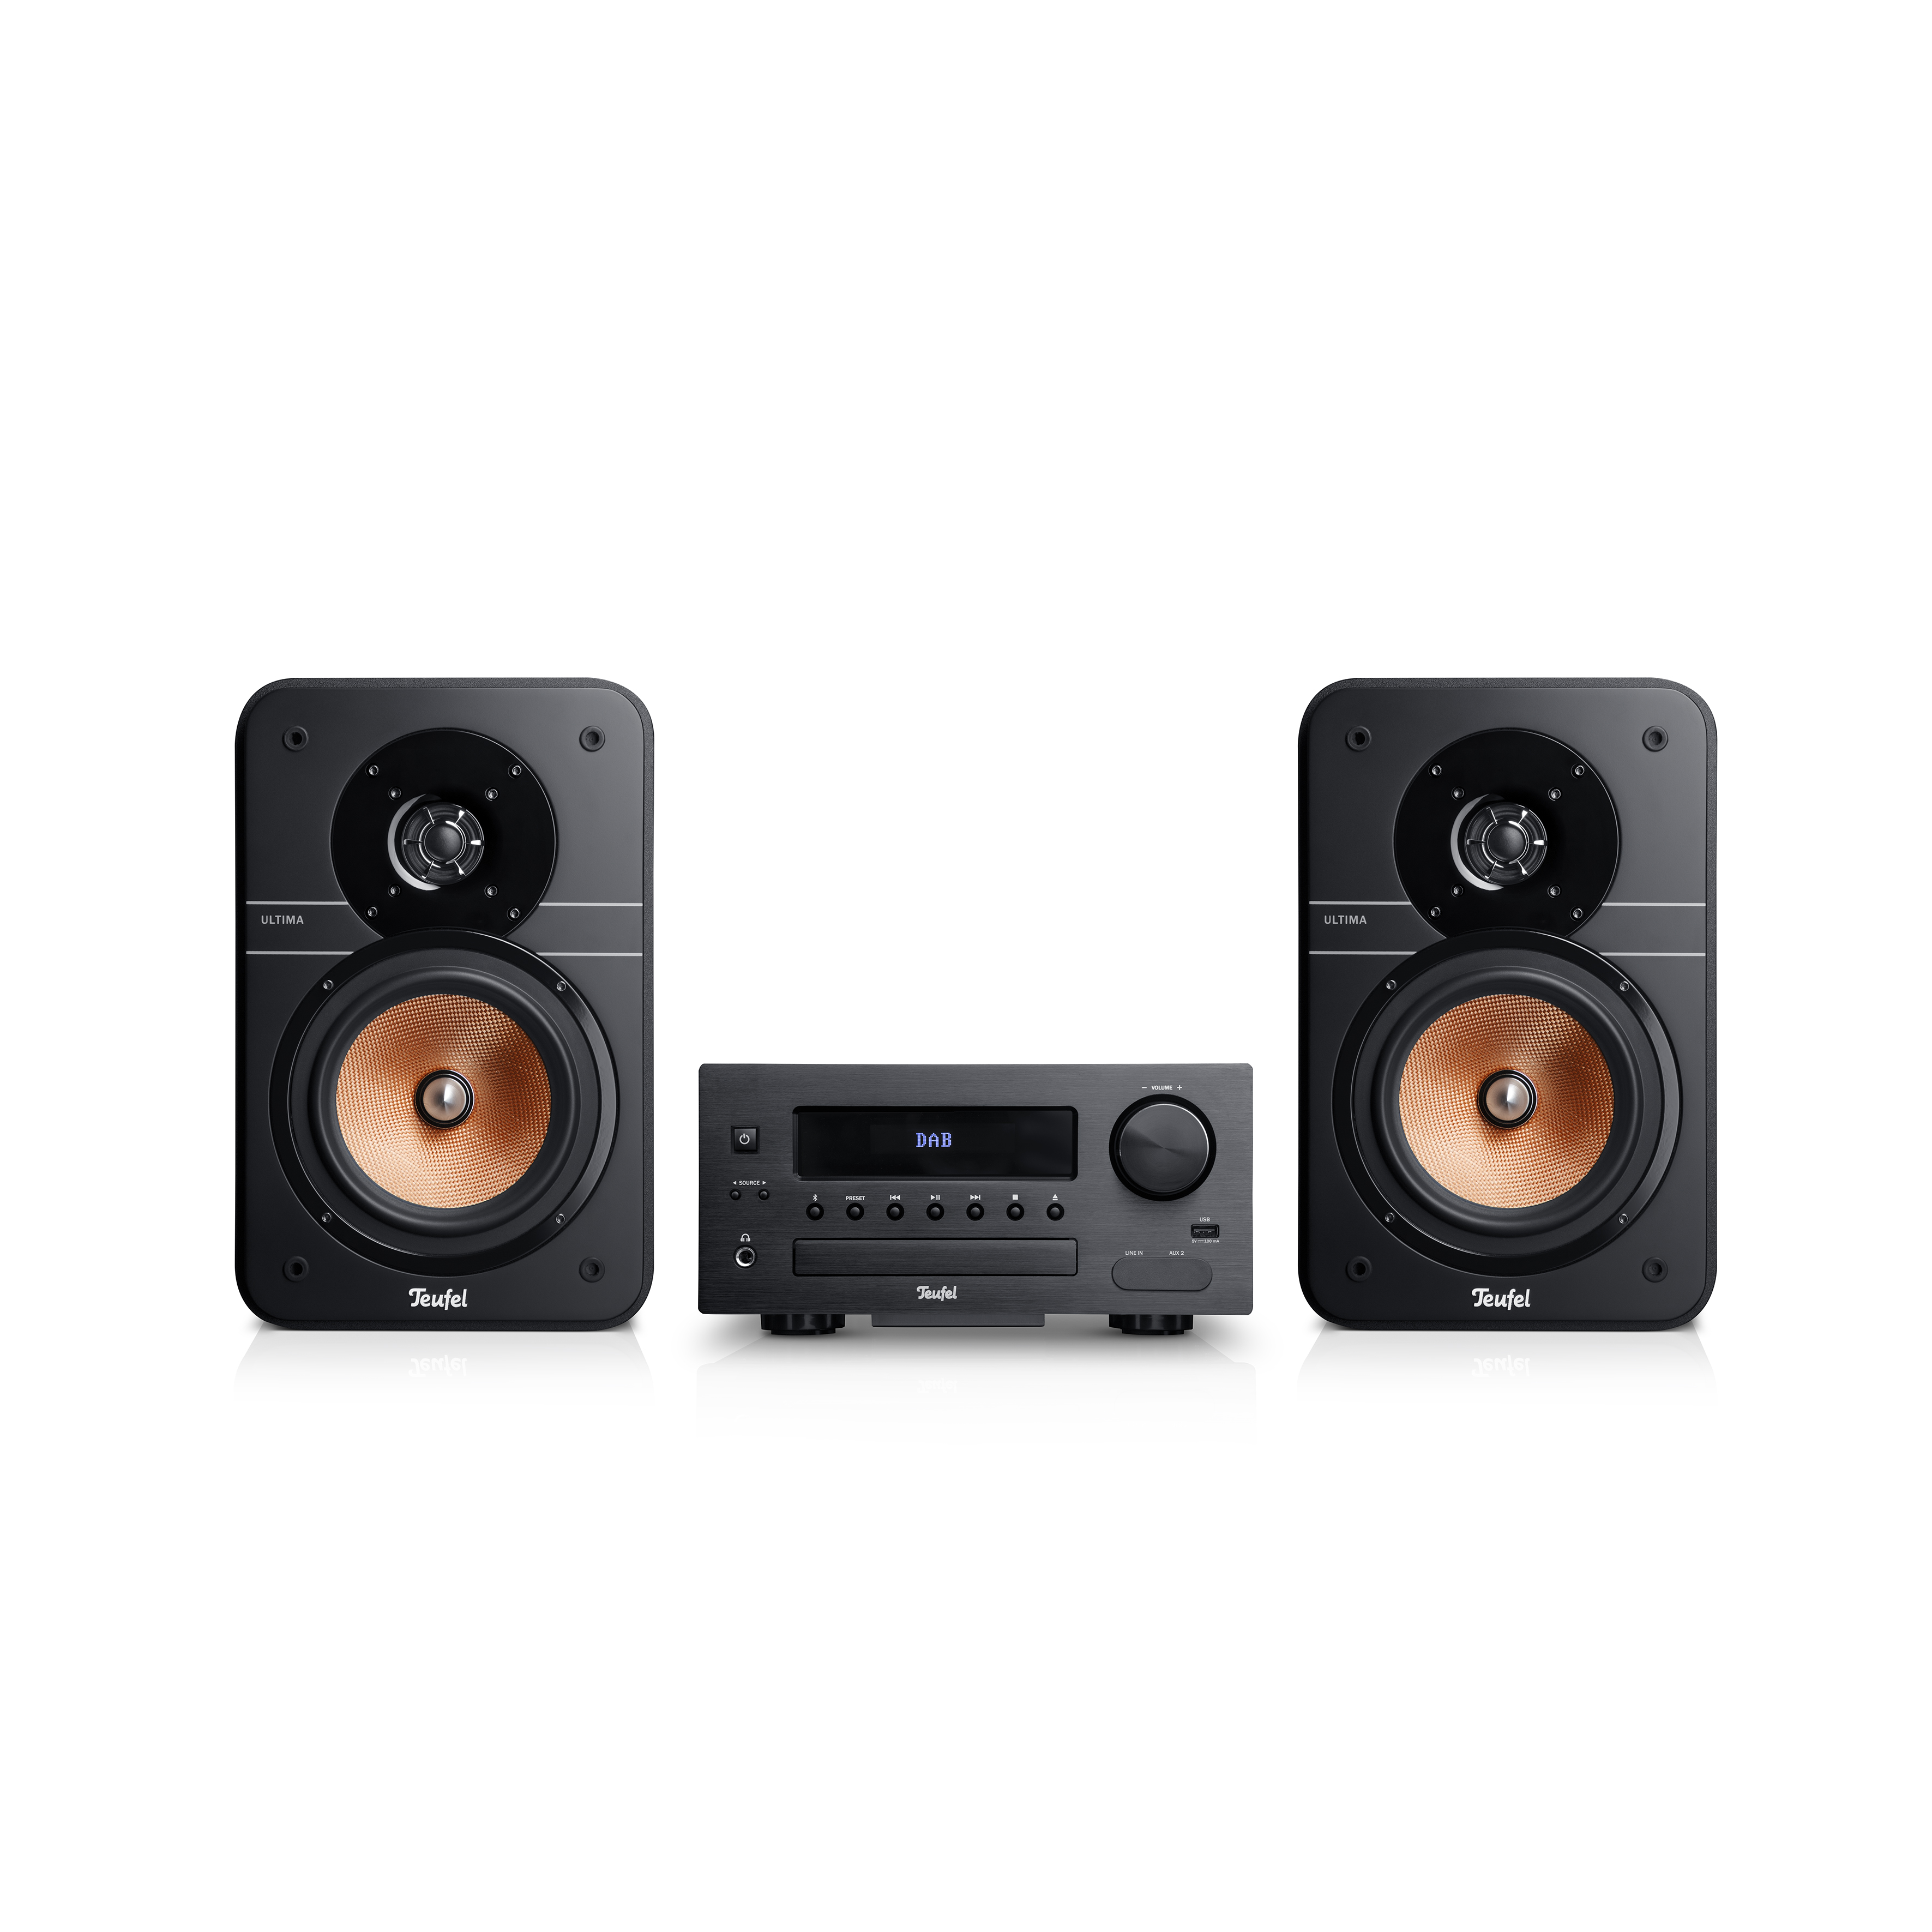 ULTIMA
Teufel
− VOLUME +
DAB
SOURCE
PRESET
USB
LINE IN
AUX 2
Teufel
ULTIMA
Teufel